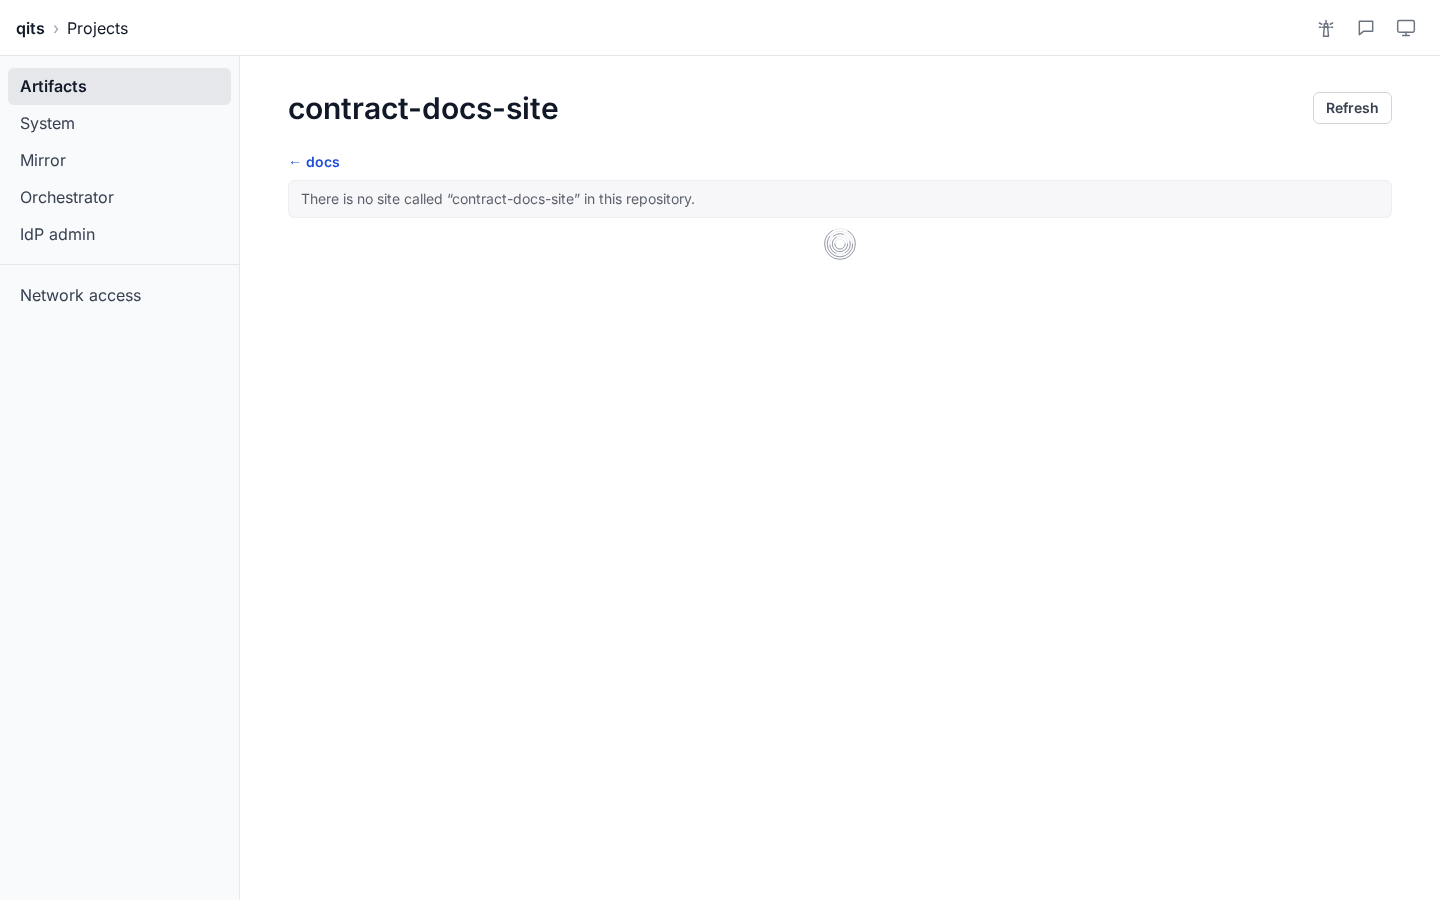 qits › Projects
Artifacts
System
Mirror
Orchestrator
IdP admin
Network access
contract-docs-site
Refresh
← docs
There is no site called “contract-docs-site” in this repository.